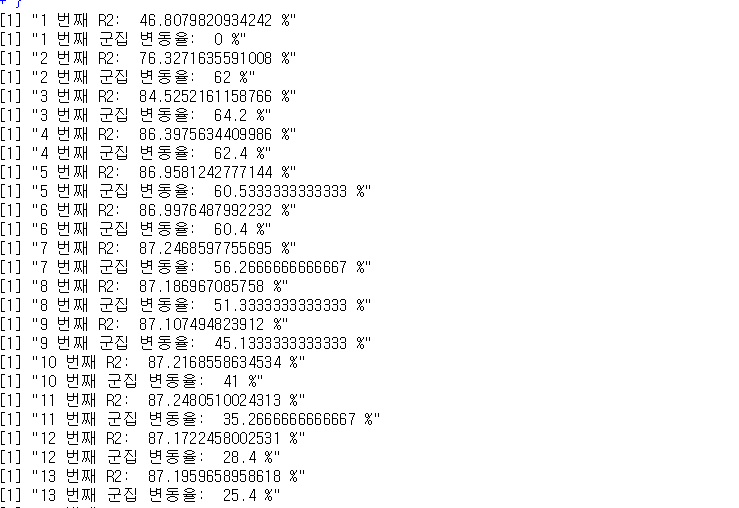 + }
[1] "1 번째 R2:  46.8079820934242 %"
[1] "1 번째 군집 변동율:  0 %"
[1] "2 번째 R2:  76.3271635591008 %"
[1] "2 번째 군집 변동율:  62 %"
[1] "3 번째 R2:  84.5252161158766 %"
[1] "3 번째 군집 변동율:  64.2 %"
[1] "4 번째 R2:  86.3975634409986 %"
[1] "4 번째 군집 변동율:  62.4 %"
[1] "5 번째 R2:  86.9581242777144 %"
[1] "5 번째 군집 변동율:  60.5333333333333 %"
[1] "6 번째 R2:  86.9976487992232 %"
[1] "6 번째 군집 변동율:  60.4 %"
[1] "7 번째 R2:  87.2468597755695 %"
[1] "7 번째 군집 변동율:  56.2666666666667 %"
[1] "8 번째 R2:  87.186967085758 %"
[1] "8 번째 군집 변동율:  51.3333333333333 %"
[1] "9 번째 R2:  87.107494823912 %"
[1] "9 번째 군집 변동율:  45.1333333333333 %"
[1] "10 번째 R2:  87.2168558634534 %"
[1] "10 번째 군집 변동율:  41 %"
[1] "11 번째 R2:  87.2480510024313 %"
[1] "11 번째 군집 변동율:  35.2666666666667 %"
[1] "12 번째 R2:  87.1722458002531 %"
[1] "12 번째 군집 변동율:  28.4 %"
[1] "13 번째 R2:  87.1959658958618 %"
[1] "13 번째 군집 변동율:  25.4 %"